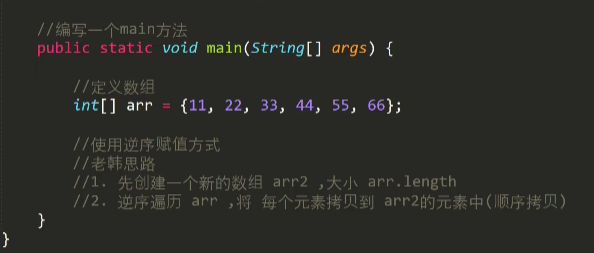 //编写一个main方法
public static void main(String[] args) {
//定义数组
int[] arr = {11, 22, 33, 44, 55, 66};
//使用逆序赋值方式
//老韩思路
//1. 先创建一个新的数组 arr2 ,大小 arr.length
//2. 逆序遍历 arr ,将 每个元素拷贝到 arr2的元素中(顺序拷贝)
}
}